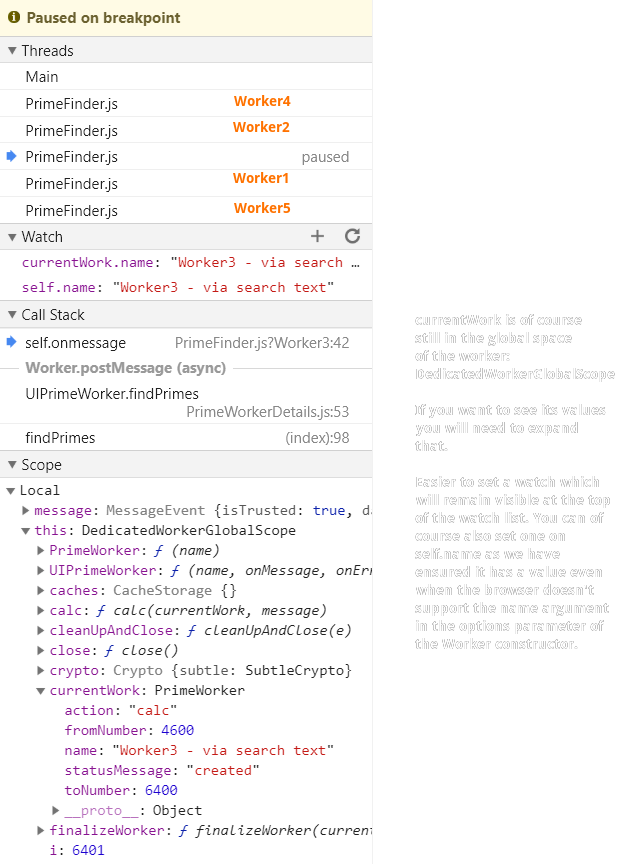 Paused on breakpoint
Threads
Main
PrimeFinder.js Worker4
PrimeFinder.js Worker2
PrimeFinder.js paused
PrimeFinder.js Worker1
PrimeFinder.js Worker5
Watch
currentWork.name: "Worker3 - via search …
self.name: "Worker3 - via search text"
Call Stack
self.onmessage PrimeFinder.js?Worker3:42
Worker.postMessage (async)
UIPrimeWorker.findPrimes
PrimeWorkerDetails.js:53
findPrimes (index):98
Scope
Local
message: MessageEvent {isTrusted: true, d
this: DedicatedWorkerGlobalScope
PrimeWorker: ƒ (name)
UIPrimeWorker: ƒ (name, onMessage, onErr
caches: CacheStorage {}
calc: ƒ calc(currentWork, message)
cleanUpAndClose: ƒ cleanUpAndClose(e)
close: ƒ close()
crypto: Crypto {subtle: SubtleCrypto}
currentWork: PrimeWorker
action: "calc"
fromNumber: 4600
name: "Worker3 - via search text"
statusMessage: "created"
toNumber: 6400
__proto__: Object
finalizeWorker: ƒ finalizeWorker(current
i: 6401
currentWork is of course
still in the global space
of the worker:
DedicatedWorkerGlobalScope
If you want to see its values
you will need to expand
that.
Easier to set a watch which
will remain visible at the top
of the watch list. You can of
course also set one on
self.name as we have
ensured it has a value even
when the browser doesn't
support the name argument
in the options parameter of
the Worker constructor.